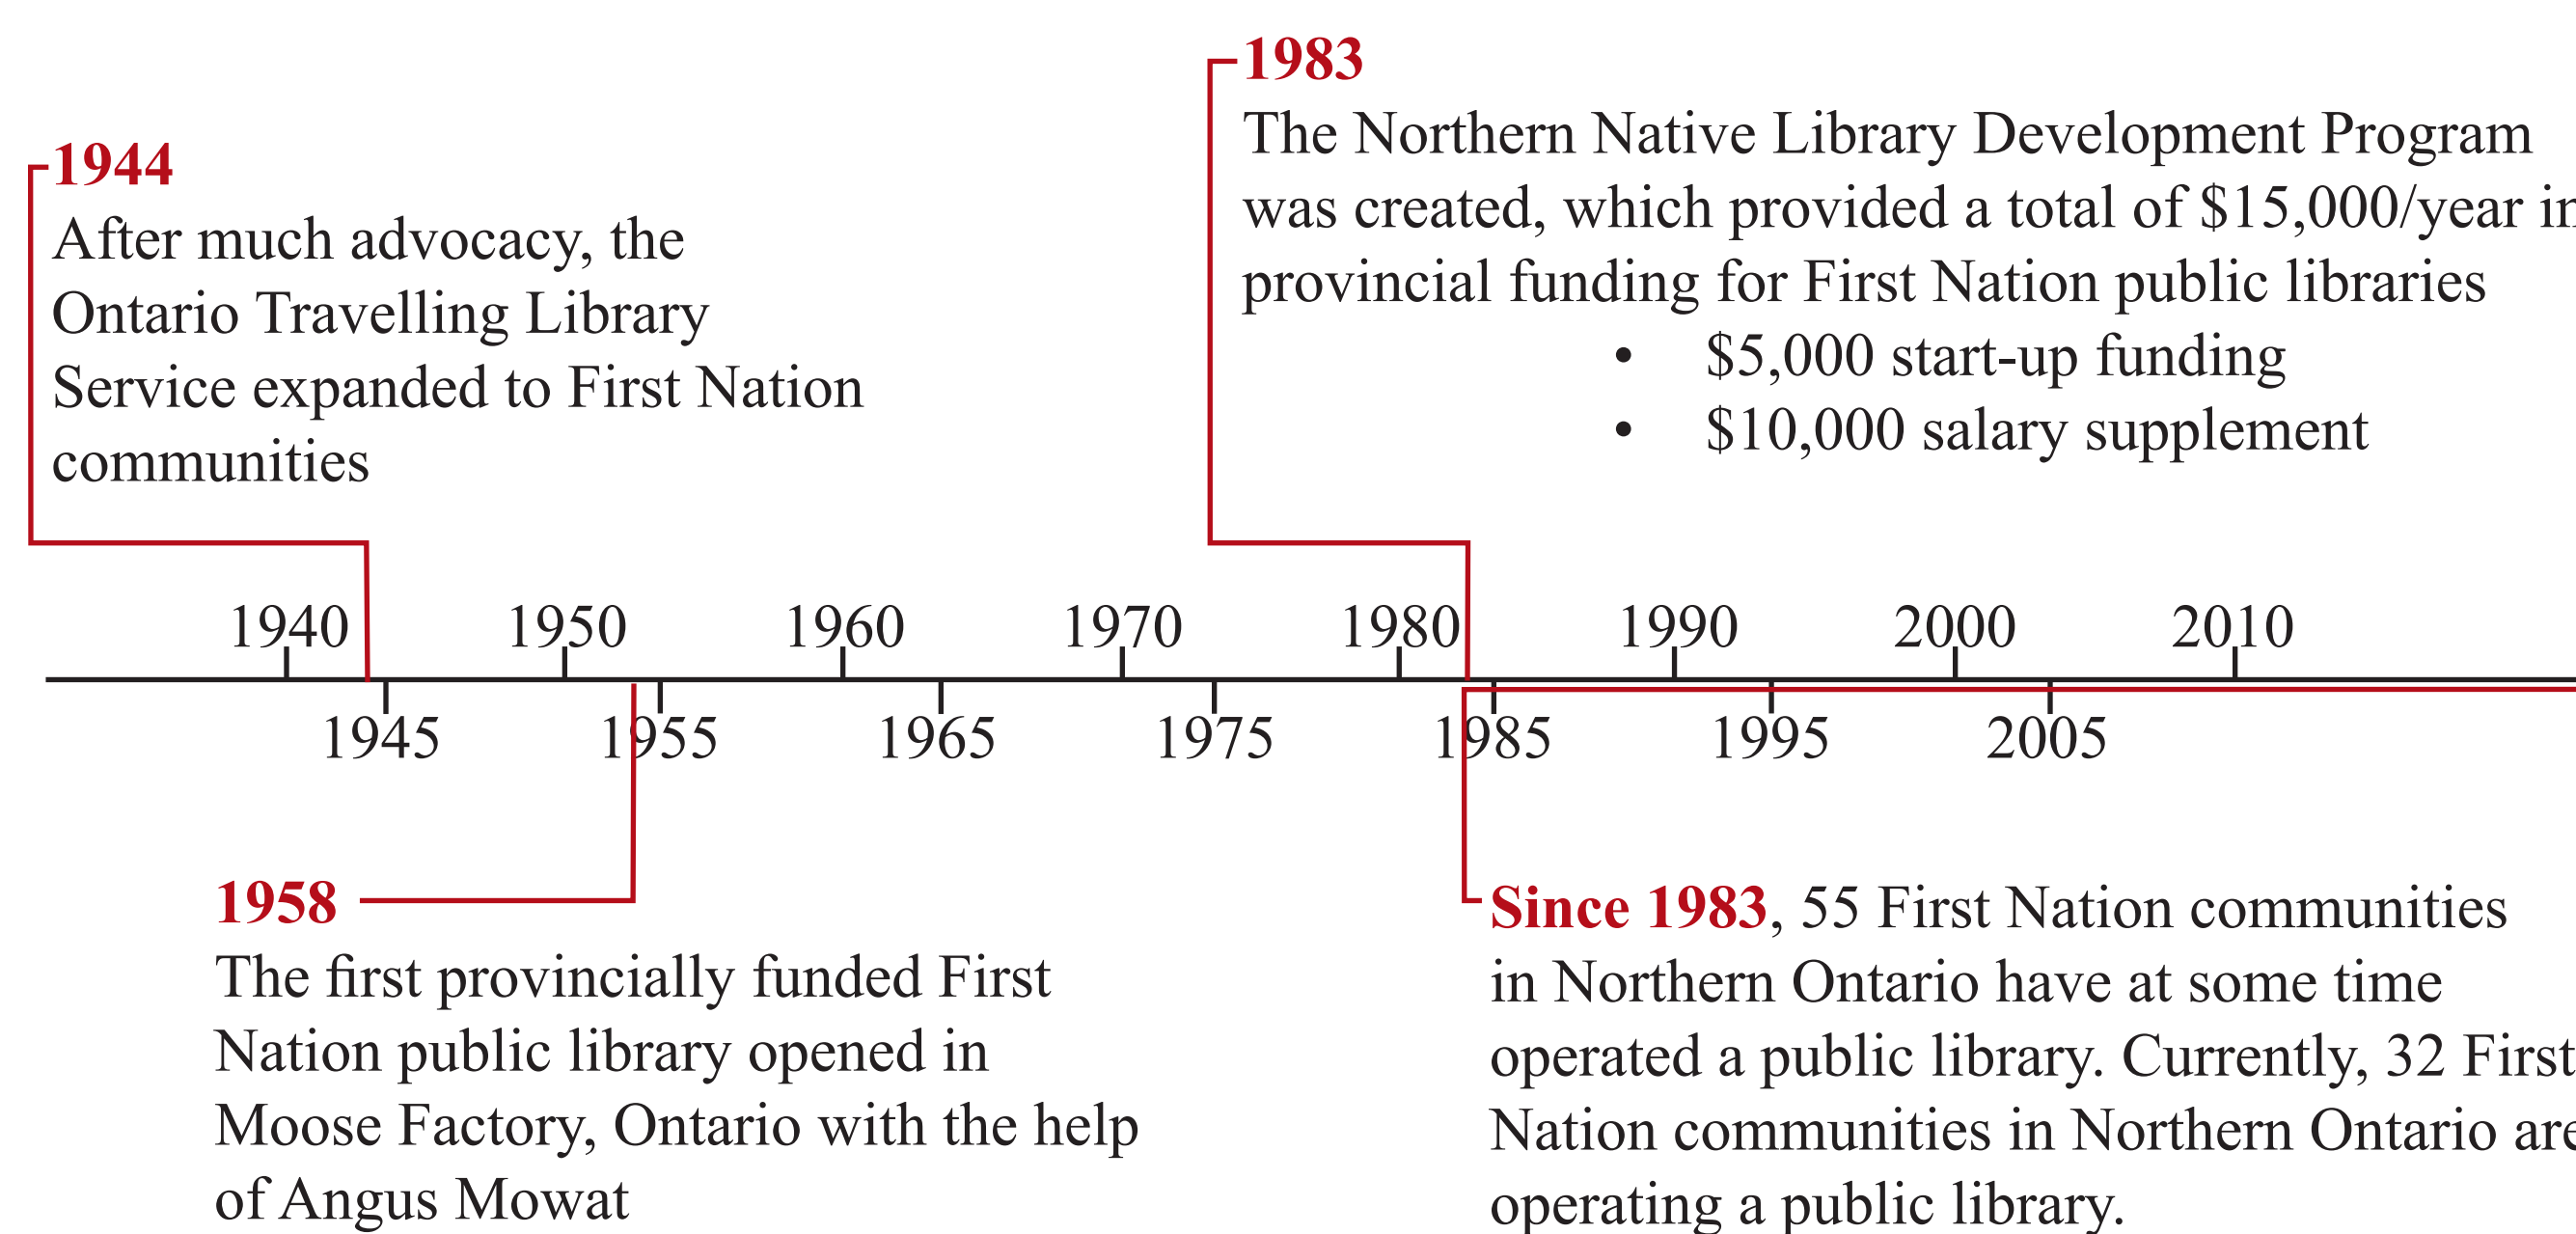 1983
The Northern Native Library Development Program
was created, which provided a total of $15,000/year in
provincial funding for First Nation public libraries
• $5,000 start-up funding
• $10,000 salary supplement
1944
After much advocacy, the
Ontario Travelling Library
Service expanded to First Nation
communities
1940 1950 1960 1970 1980 1990 2000 2010
1945 1955 1965 1975 1985 1995 2005
1958
The first provincially funded First
Nation public library opened in
Moose Factory, Ontario with the help
of Angus Mowat
Since 1983, 55 First Nation communities
in Northern Ontario have at some time
operated a public library. Currently, 32 First
Nation communities in Northern Ontario are
operating a public library.